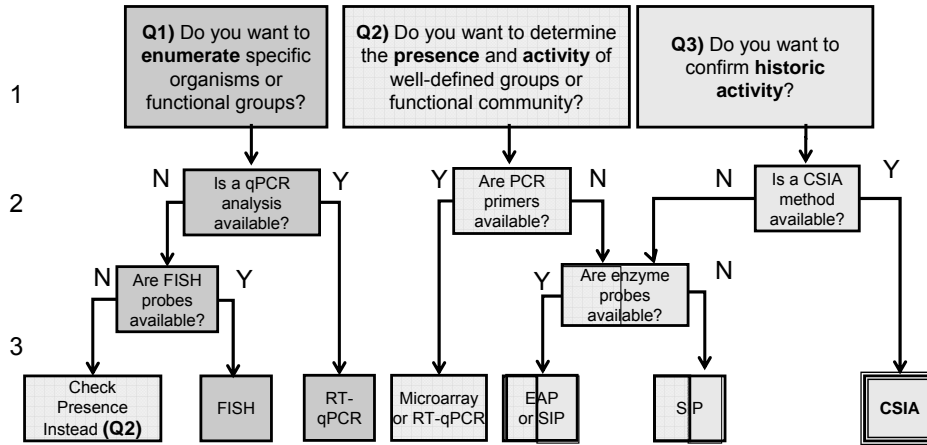 Q1) Do you want to
enumerate specific
organisms or
functional groups?
Q2) Do you want to determine
the presence and activity of
well-defined groups or
functional community?
Q3) Do you want to
confirm historic
activity?
1
N
Is a qPCR
analysis
available?
Y
Y
Are PCR
primers
available?
N
N
Is a CSIA
method
available?
Y
2
N
Are FISH
probes
available?
Y
Y
Are enzyme
probes
available?
N
3
Check
Presence
Instead (Q2)
FISH
RT-
qPCR
Microarray
or RT-qPCR
EAP
or SIP
SIP
CSIA